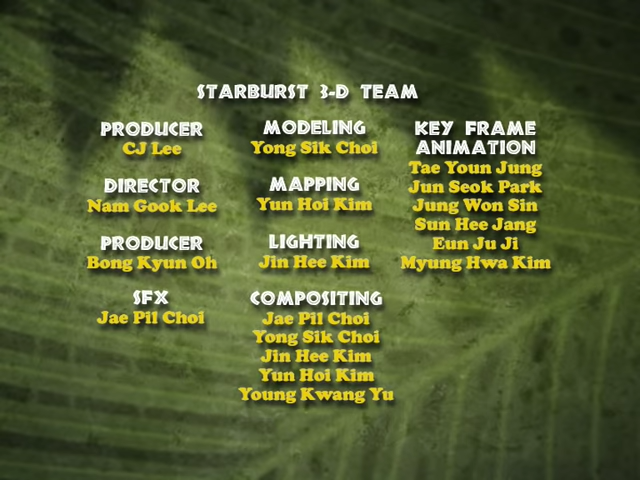 STARBURST 3-D TEAM
PRODUCER
CJ Lee
DIRECTOR
Nam Gook Lee
PRODUCER
Bong Kyun Oh
SFX
Jae Pil Choi
MODELING
Yong Sik Choi
MAPPING
Yun Hoi Kim
LIGHTING
Jin Hee Kim
COMPOSITING
Jae Pil Choi
Yong Sik Choi
Jin Hee Kim
Yun Hoi Kim
Young Kwang Yu
KEY FRAME
ANIMATION
Tae Youn Jung
Jun Seok Park
Jung Won Sin
Sun Hee Jang
Eun Ju Ji
Myung Hwa Kim